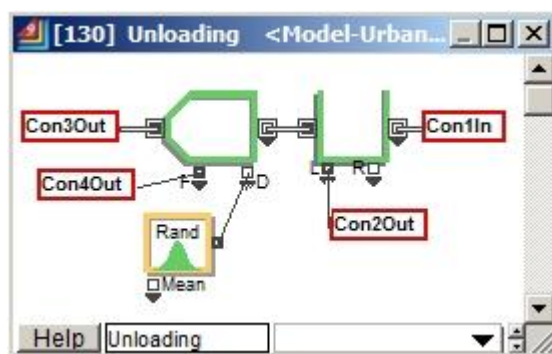 [130] Unloading <Model-Urban...
Con3Out
Con1In
Con4Out
F
D
L
R
Con2Out
Rand
Mean
Help
Unloading